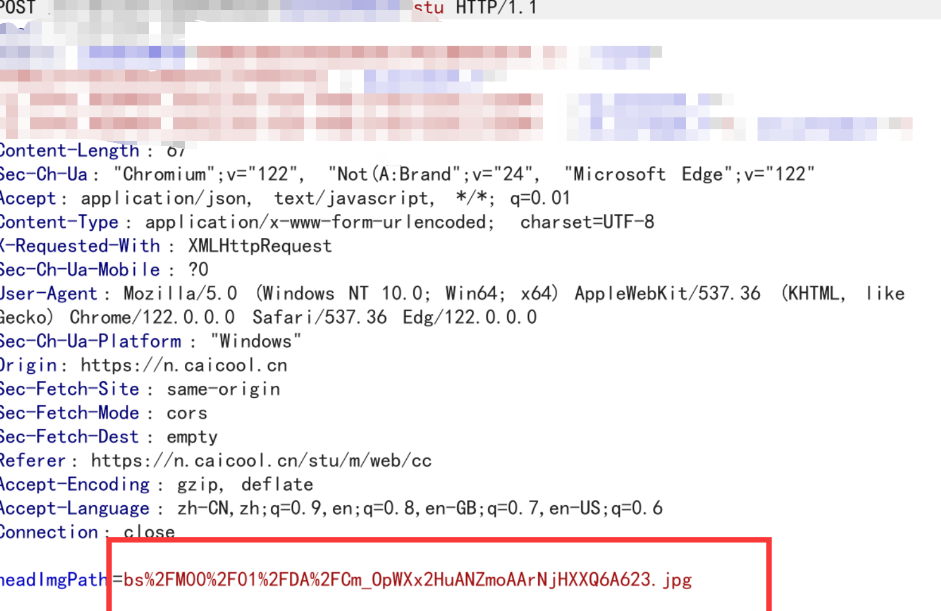 POST stu HTTP/1.1
Content-Length : 67
Sec-Ch-Ua : "Chromium";v="122", "Not(A:Brand";v="24", "Microsoft Edge";v="122"
Accept : application/json, text/javascript, */*; q=0.01
Content-Type : application/x-www-form-urlencoded; charset=UTF-8
X-Requested-With : XMLHttpRequest
Sec-Ch-Ua-Mobile : ?0
User-Agent : Mozilla/5.0 (Windows NT 10.0; Win64; x64) AppleWebKit/537.36 (KHTML, like
Gecko) Chrome/122.0.0.0 Safari/537.36 Edg/122.0.0.0
Sec-Ch-Ua-Platform : "Windows"
Origin : https://n.caicool.cn
Sec-Fetch-Site : same-origin
Sec-Fetch-Mode : cors
Sec-Fetch-Dest : empty
Referer : https://n.caicool.cn/stu/m/web/cc
Accept-Encoding : gzip, deflate
Accept-Language : zh-CN,zh;q=0.9,en;q=0.8,en-GB;q=0.7,en-US;q=0.6
Connection : close
headImgPath=bs%2FM00%2F01%2FDA%2FCm_OpWXx2HuANZmoAArNjHXXQ6A623.jpg